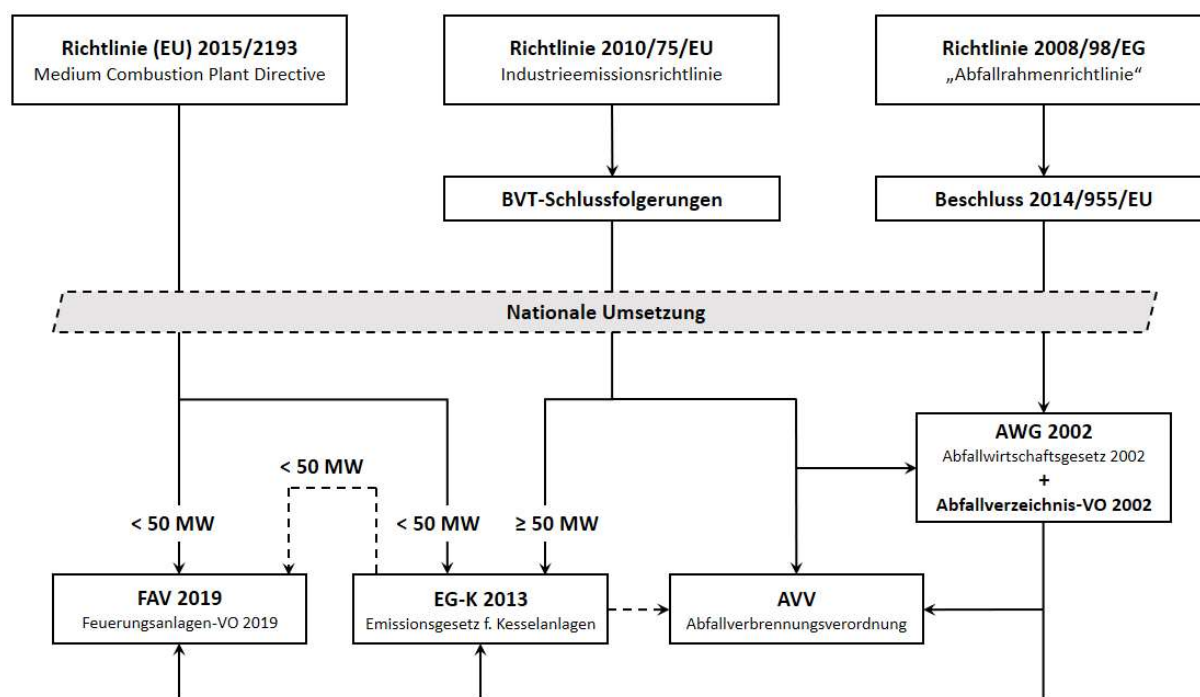 Richtlinie (EU) 2015/2193
Medium Combustion Plant Directive
Richtlinie 2010/75/EU
Industrieemissionsrichtlinie
Richtlinie 2008/98/EG
„Abfallrahmenrichtlinie“
BVT-Schlussfolgerungen
Beschluss 2014/955/EU
Nationale Umsetzung
AWG 2002
Abfallwirtschaftsgesetz 2002
+
Abfallverzeichnis-VO 2002
< 50 MW
< 50 MW
< 50 MW
≥ 50 MW
FAV 2019
Feuerungsanlagen-VO 2019
EG-K 2013
Emissionsgesetz f. Kesselanlagen
AVV
Abfallverbrennungsverordnung